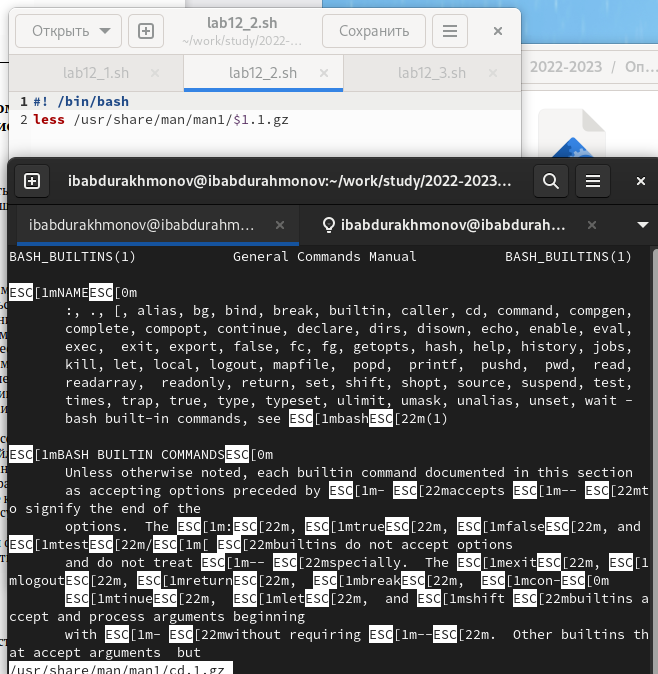 Открыть
lab12_2.sh
~/work/study/2022-...
Сохранить
lab12_1.sh
lab12_2.sh
lab12_3.sh
1 #! /bin/bash
2 less /usr/share/man/man1/$1.1.gz
2022-2023 / Оп...
ibabdurakhmonov@ibabdurahmonov:~/work/study/2022-2023...
ibabdurakhmonov@ibabdurahm...
ibabdurakhmonov@ibabdurah...
BASH_BUILTINS(1) General Commands Manual BASH_BUILTINS(1)
ESC[1mNAMEESC[0m
:, ., [, alias, bg, bind, break, builtin, caller, cd, command, compgen,
complete, compopt, continue, declare, dirs, disown, echo, enable, eval,
exec, exit, export, false, fc, fg, getopts, hash, help, history, jobs,
kill, let, local, logout, mapfile, popd, printf, pushd, pwd, read,
readarray, readonly, return, set, shift, shopt, source, suspend, test,
times, trap, true, type, typeset, ulimit, umask, unalias, unset, wait -
bash built-in commands, see ESC[1mbashESC[22m(1)
ESC[1mBASH BUILTIN COMMANDSESC[0m
Unless otherwise noted, each builtin command documented in this section
as accepting options preceded by ESC[1m- ESC[22maccepts ESC[1m-- ESC[22mt
o signify the end of the
options. The ESC[1m:ESC[22m, ESC[1mtrueESC[22m, ESC[1mfalseESC[22m, and
ESC[1mtestESC[22m/ESC[1m[ ESC[22mbuiltins do not accept options
and do not treat ESC[1m-- ESC[22mspecially. The ESC[1mexitESC[22m, ESC[1
mlogoutESC[22m, ESC[1mreturnESC[22m, ESC[1mbreakESC[22m, ESC[1mcon-ESC[0m
ESC[1mtinueESC[22m, ESC[1mletESC[22m, and ESC[1mshift ESC[22mbuiltins a
ccept and process arguments beginning
with ESC[1m- ESC[22mwithout requiring ESC[1m--ESC[22m. Other builtins th
at accept arguments but
/usr/share/man/man1/cd.1.gz